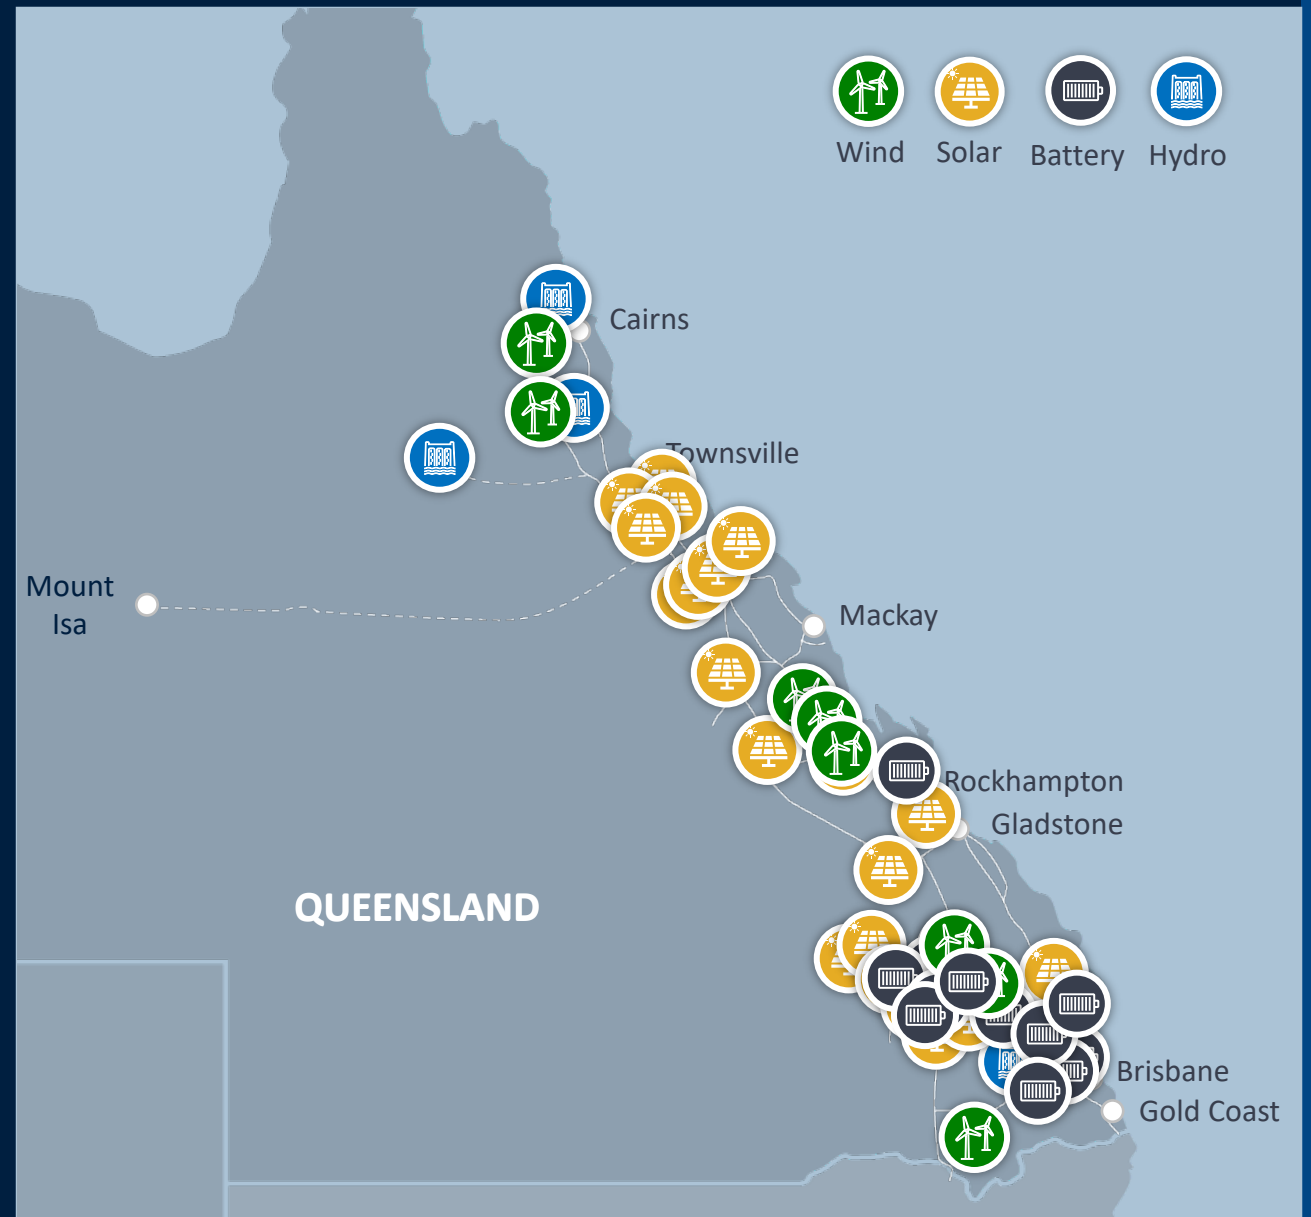 Wind
Solar
Battery
Hydro
Cairns
Townsville
Mount
Isa
Mackay
Rockhampton
Gladstone
QUEENSLAND
Brisbane
Gold Coast